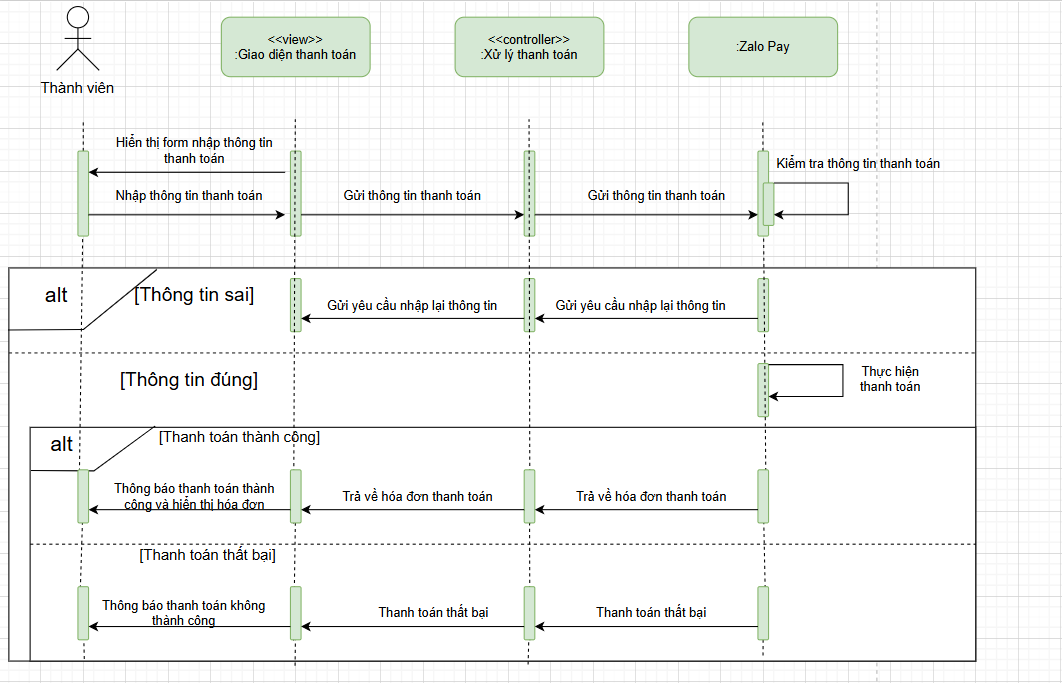 <<view>>
:Giao diện thanh toán
<<controller>>
:Xử lý thanh toán
:Zalo Pay
Thành viên
Hiển thị form nhập thông tin
thanh toán
Kiểm tra thông tin thanh toán
Nhập thông tin thanh toán
Gửi thông tin thanh toán
Gửi thông tin thanh toán
alt
[Thông tin sai]
Gửi yêu cầu nhập lại thông tin
Gửi yêu cầu nhập lại thông tin
[Thông tin đúng]
Thực hiện
thanh toán
alt
[Thanh toán thành công]
Thông báo thanh toán thành
công và hiển thị hóa đơn
Trả về hóa đơn thanh toán
Trả về hóa đơn thanh toán
[Thanh toán thất bại]
Thông báo thanh toán không
thành công
Thanh toán thất bại
Thanh toán thất bại